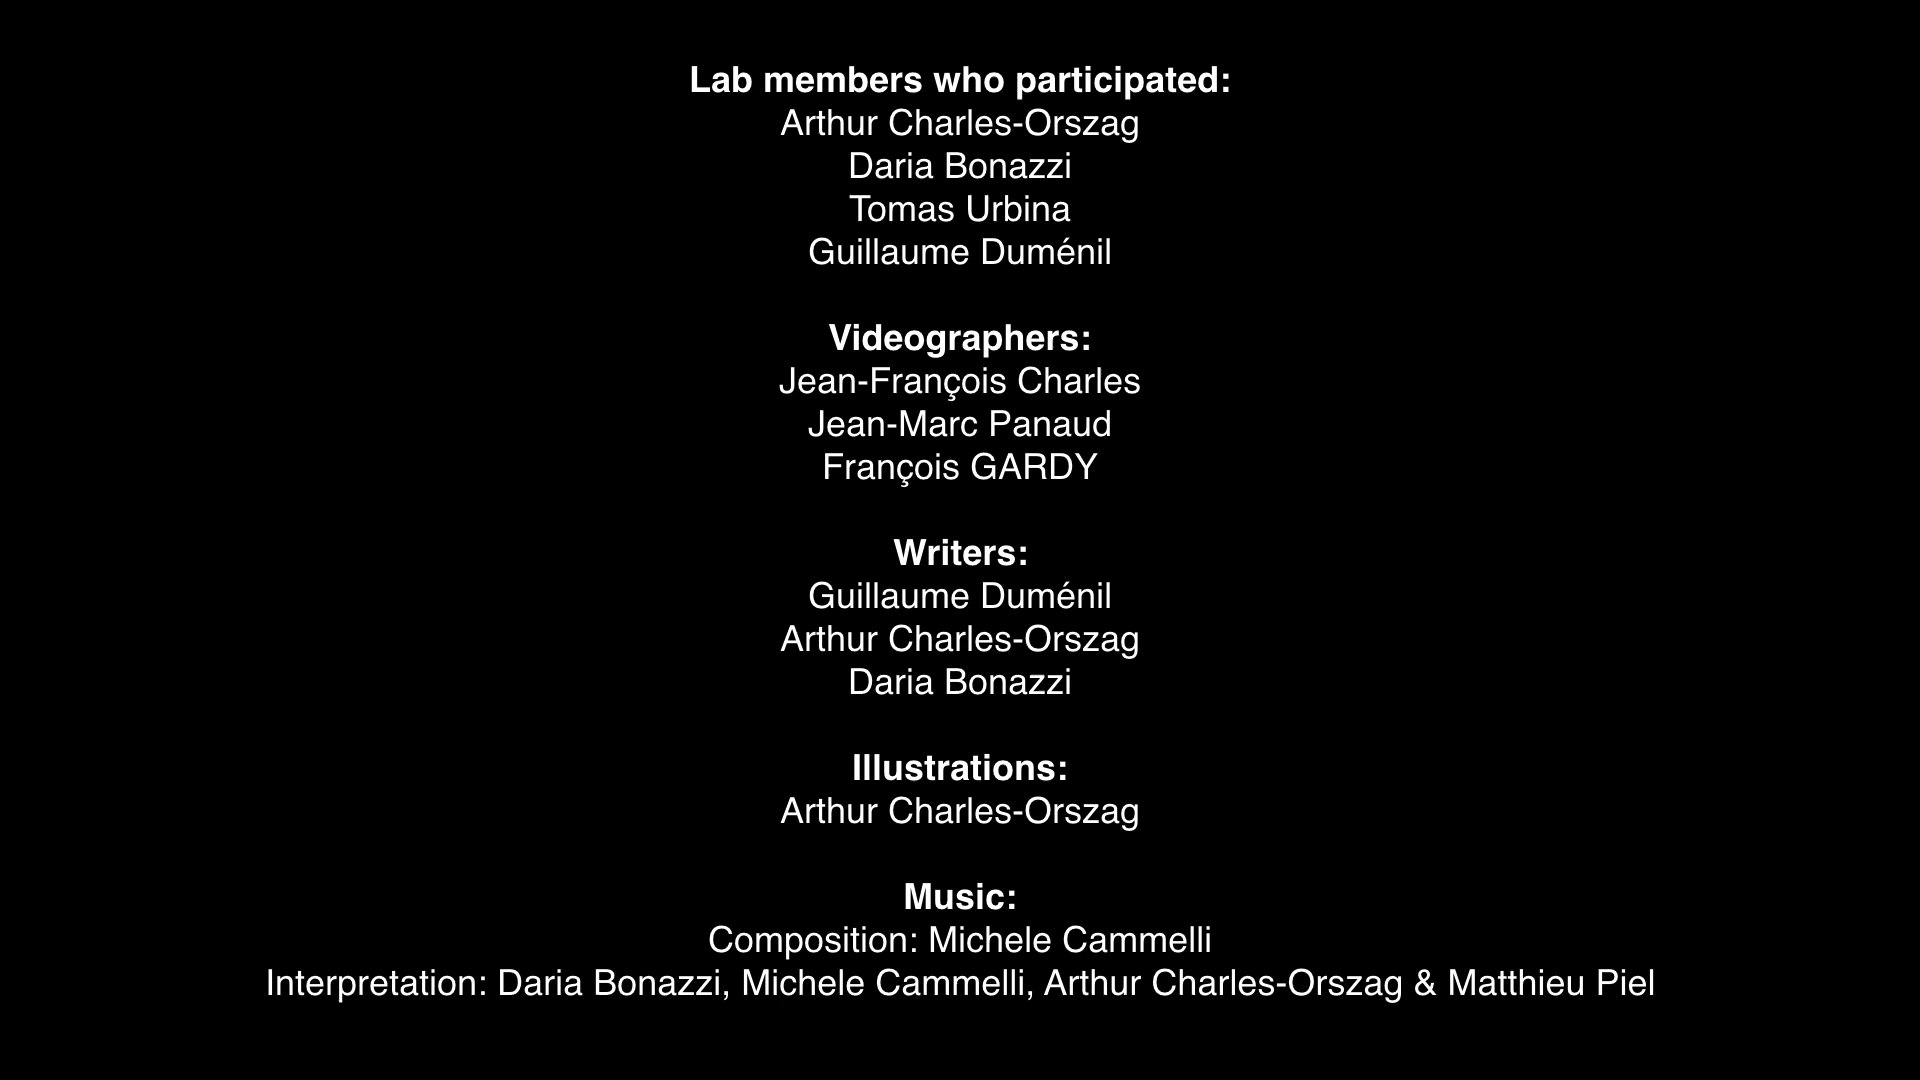 Lab members who participated:
Arthur Charles-Orszag
Daria Bonazzi
Tomas Urbina
Guillaume Duménil
Videographers:
Jean-François Charles
Jean-Marc Panaud
François GARDY
Writers:
Guillaume Duménil
Arthur Charles-Orszag
Daria Bonazzi
Illustrations:
Arthur Charles-Orszag
Music:
Composition: Michele Cammelli
Interpretation: Daria Bonazzi, Michele Cammelli, Arthur Charles-Orszag & Matthieu Piel